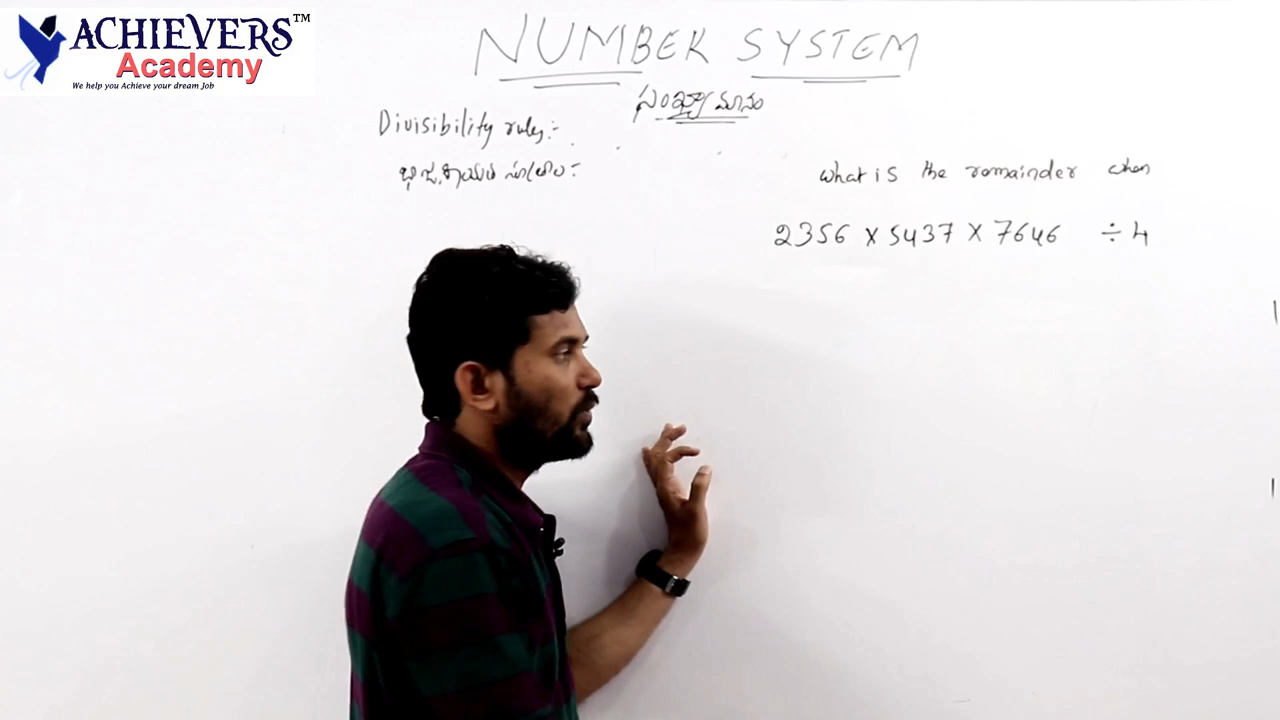 ACHIEVERS™
Academy
We help you Achieve your dream Job
NUMBER SYSTEM
సంఖ్యామానం
Divisibility rules:-
what is the remainder when
2356 x 5437 x 7646 ÷ 4